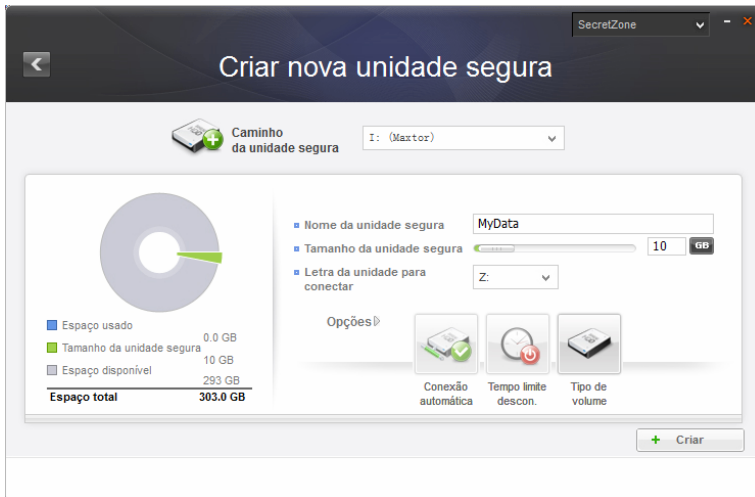 SecretZone
Criar nova unidade segura
Caminho
da unidade segura
I: (Maxtor)
Nome da unidade segura
MyData
Tamanho da unidade segura
10
GB
Letra da unidade para
conectar
Z:
Opções
Espaço usado
0.0 GB
Tamanho da unidade segura
10 GB
Espaço disponível
293 GB
Espaço total 303.0 GB
Conexão
automática
Tempo limite
descon.
Tipo de
volume
+ Criar